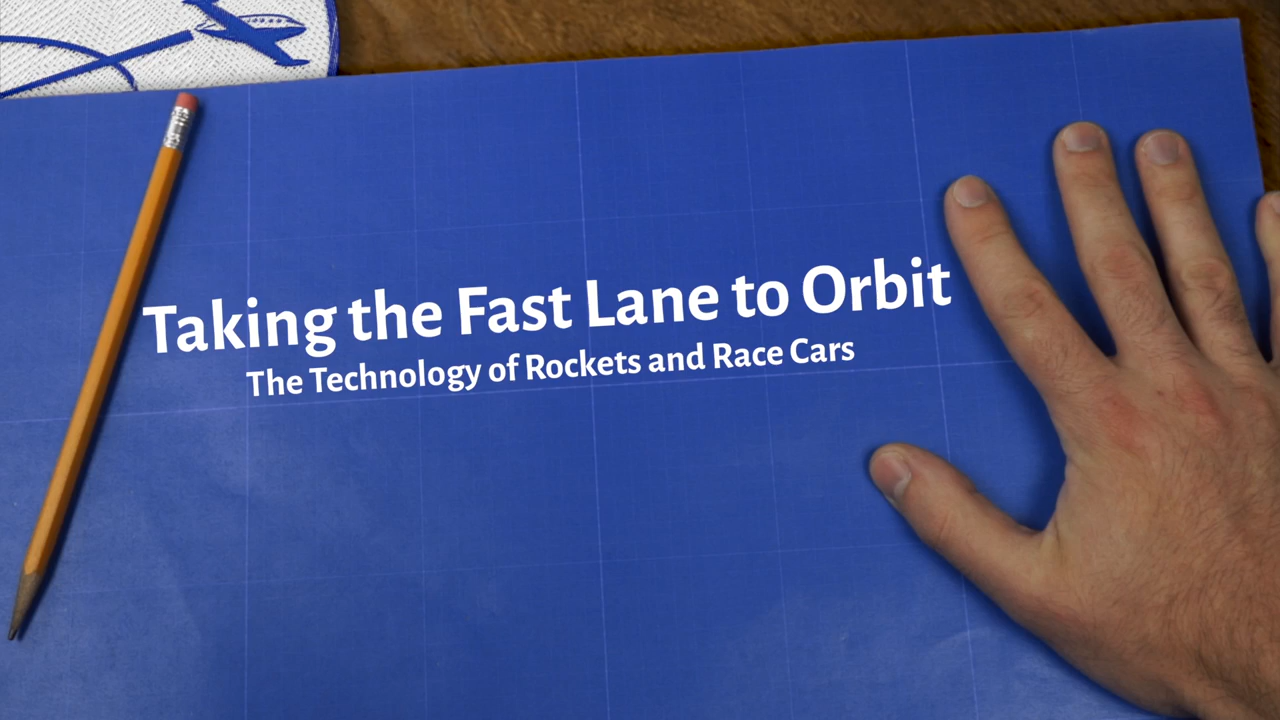 Taking the Fast Lane to Orbit
The Technology of Rockets and Race Cars